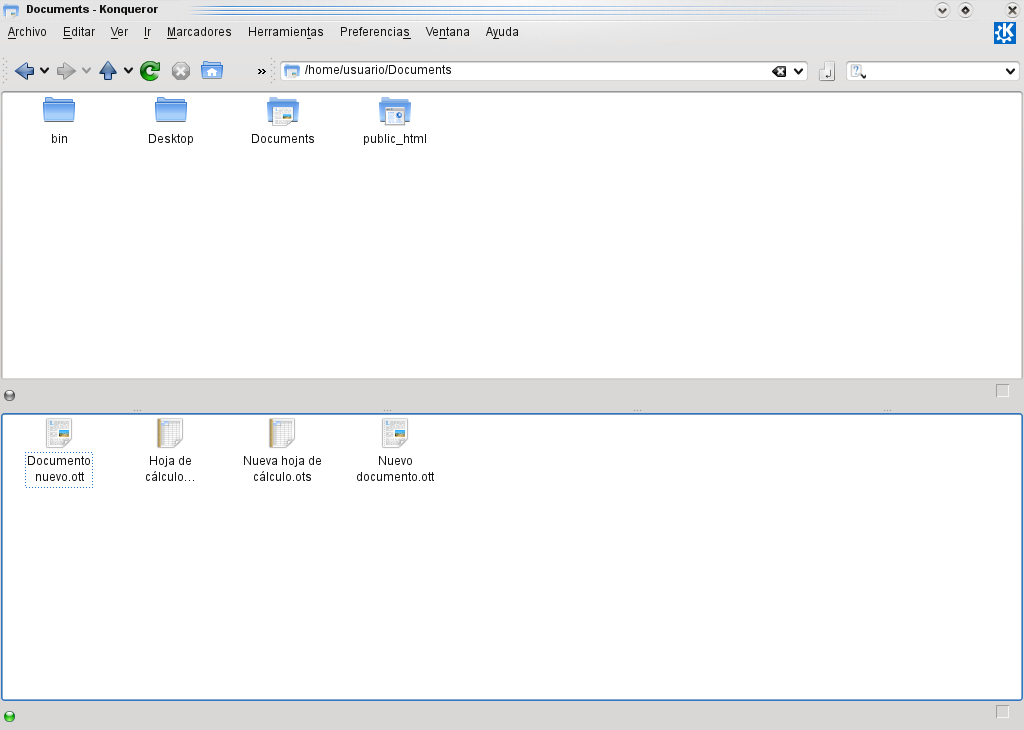 Documents - Konqueror
Archivo Editar Ver Ir Marcadores Herramientas Preferencias Ventana Ayuda
» /home/usuario/Documents
bin Desktop Documents public_html
Documento Hoja de Nueva hoja de Nuevo
nuevo.ott cálculo... cálculo.ots documento.ott